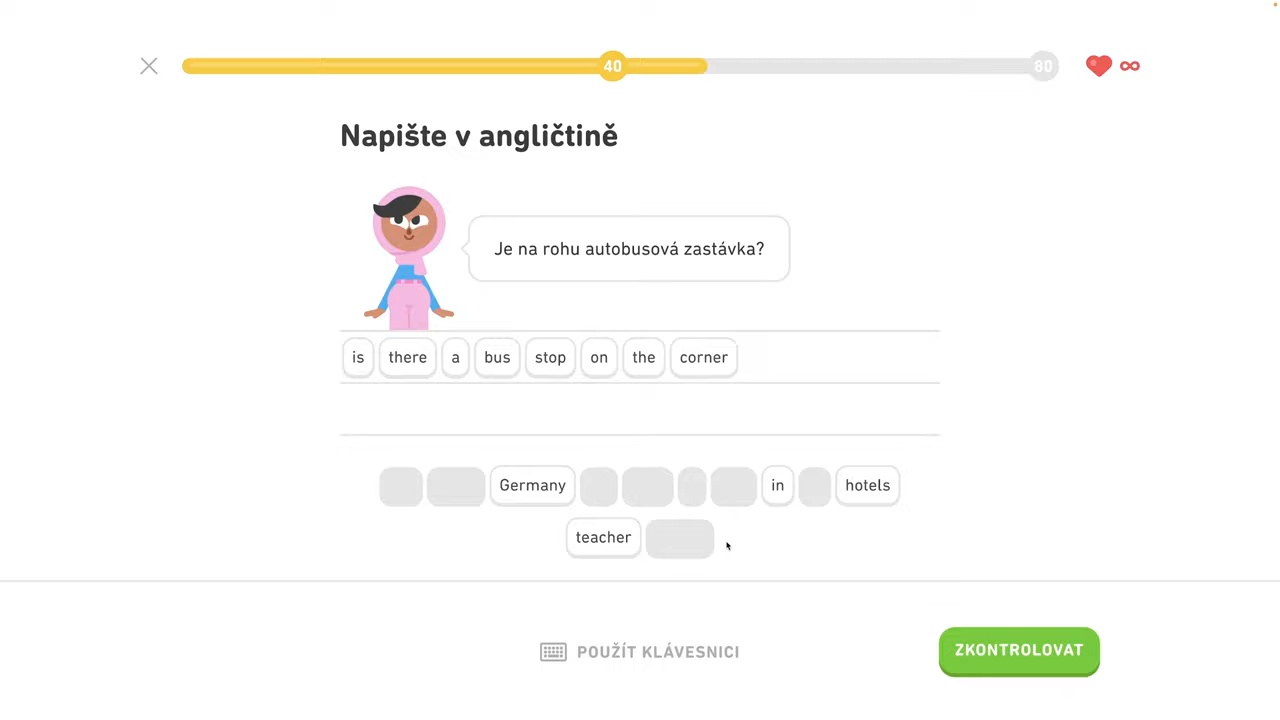 40 80 ∞
Napište v angličtině
Je na rohu autobusová zastávka?
is there a bus stop on the corner
Germany in hotels
teacher
POUŽÍT KLÁVESNICI ZKONTROLOVAT